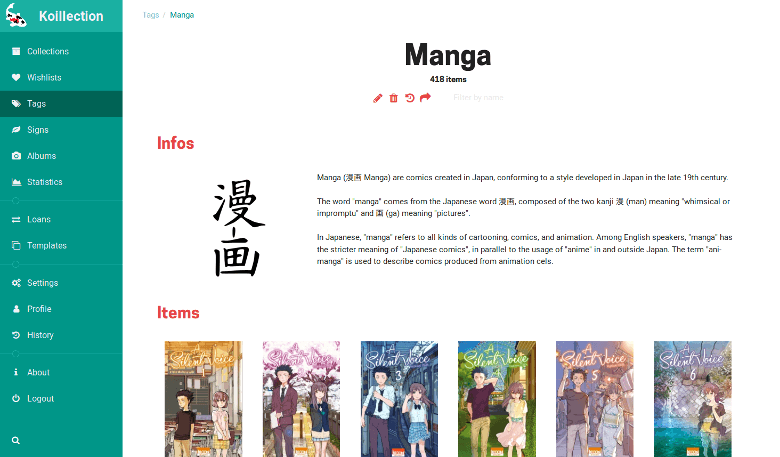 Koillection
Collections
Wishlists
Tags
Signs
Albums
Statistics
Loans
Templates
Settings
Profile
History
About
Logout
Tags / Manga
Manga
418 items
Filter by name
Infos
漫画
Manga (漫画 Manga) are comics created in Japan, conforming to a style developed in Japan in the late 19th century.
The word "manga" comes from the Japanese word 漫画, composed of the two kanji 漫 (man) meaning "whimsical or
impromptu" and 画 (ga) meaning "pictures".
In Japanese, "manga" refers to all kinds of cartooning, comics, and animation. Among English speakers, "manga" has
the stricter meaning of "Japanese comics", in parallel to the usage of "anime" in and outside Japan. The term "ani-
manga" is used to describe comics produced from animation cels.
Items
A Silent Voice
A Silent Voice
A Silent Voice 3
A Silent Voice 4
A Silent Voice 5
A Silent Voice 6